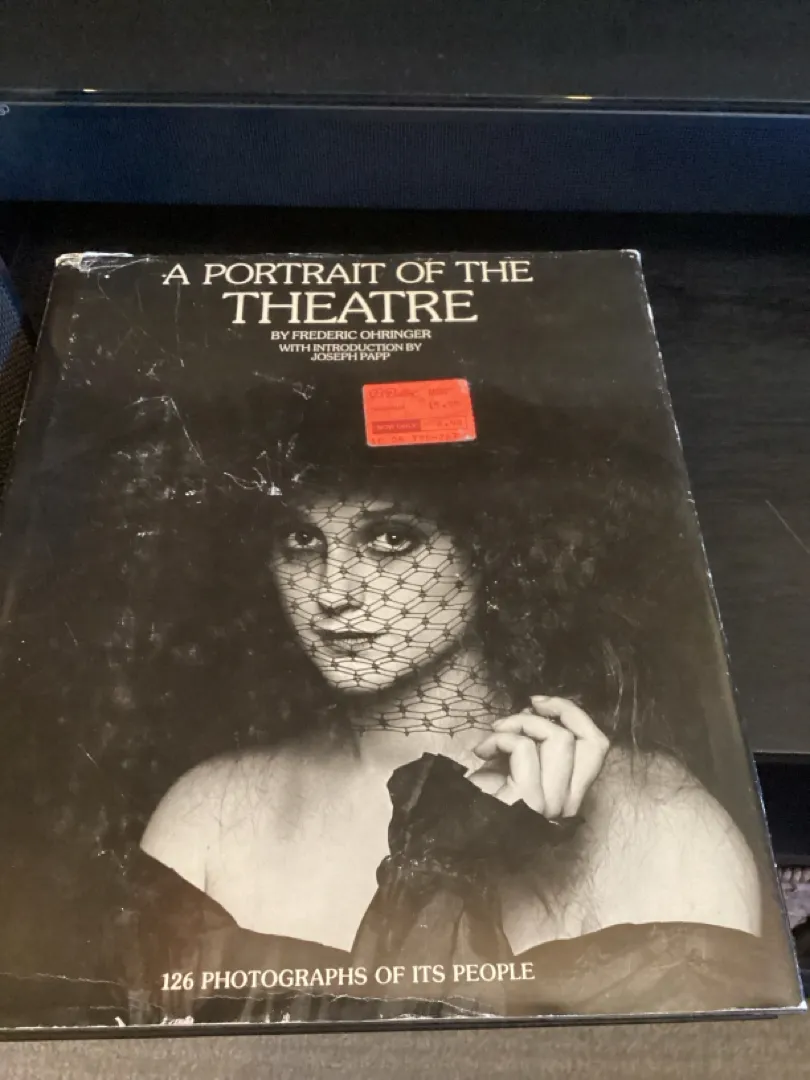 A PORTRAIT OF THE
THEATRE
BY FREDERIC OHRINGER
WITH INTRODUCTION BY
JOSEPH PAPP
126 PHOTOGRAPHS OF ITS PEOPLE